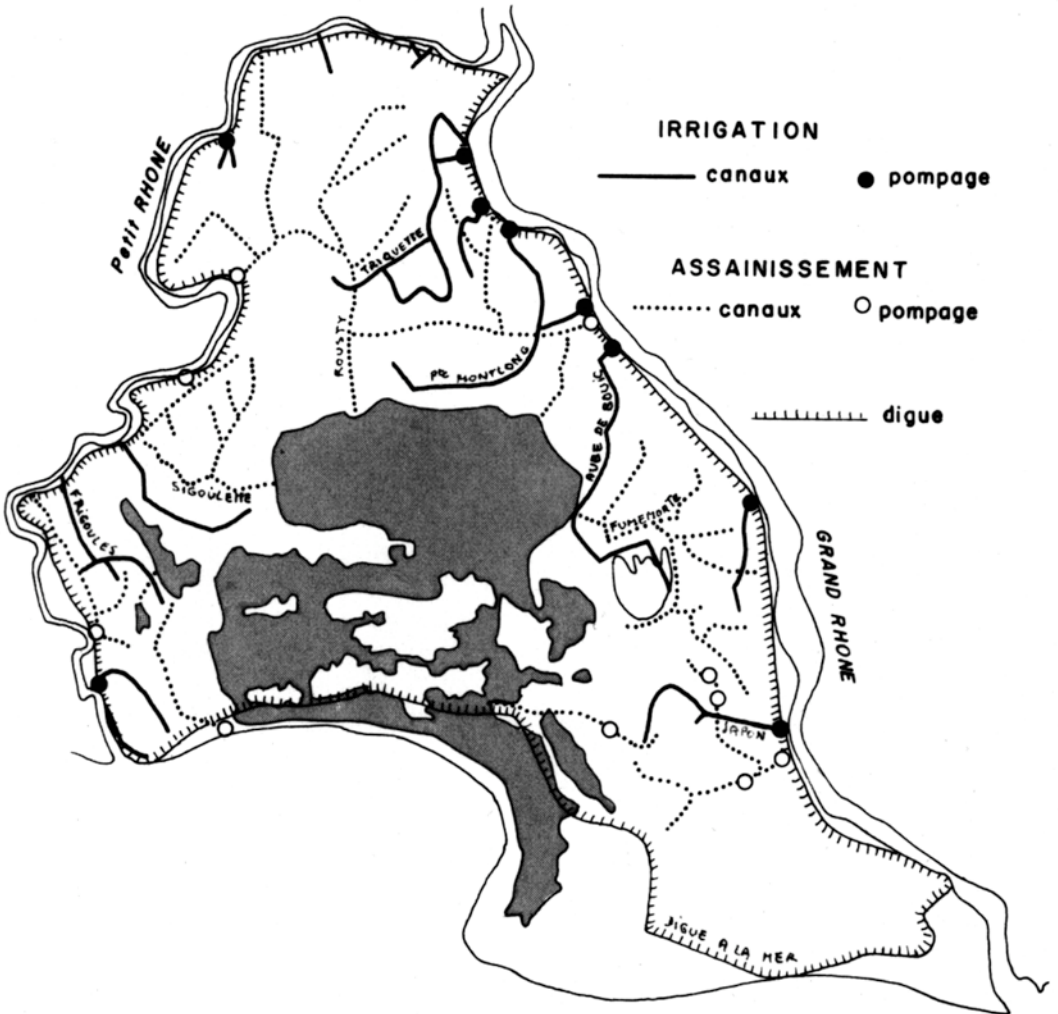 IRRIGATION
canaux
pompage
ASSAINISSEMENT
canaux
pompage
digue
Petit RHONE
GRAND RHONE
TRIQUETTE
ROUSTY
Pte MONTLONG
AUBE DE BOUIC
SIGOULETTE
FRIGOULES
FUMEMORTE
JAPON
DIGUE A LA MER